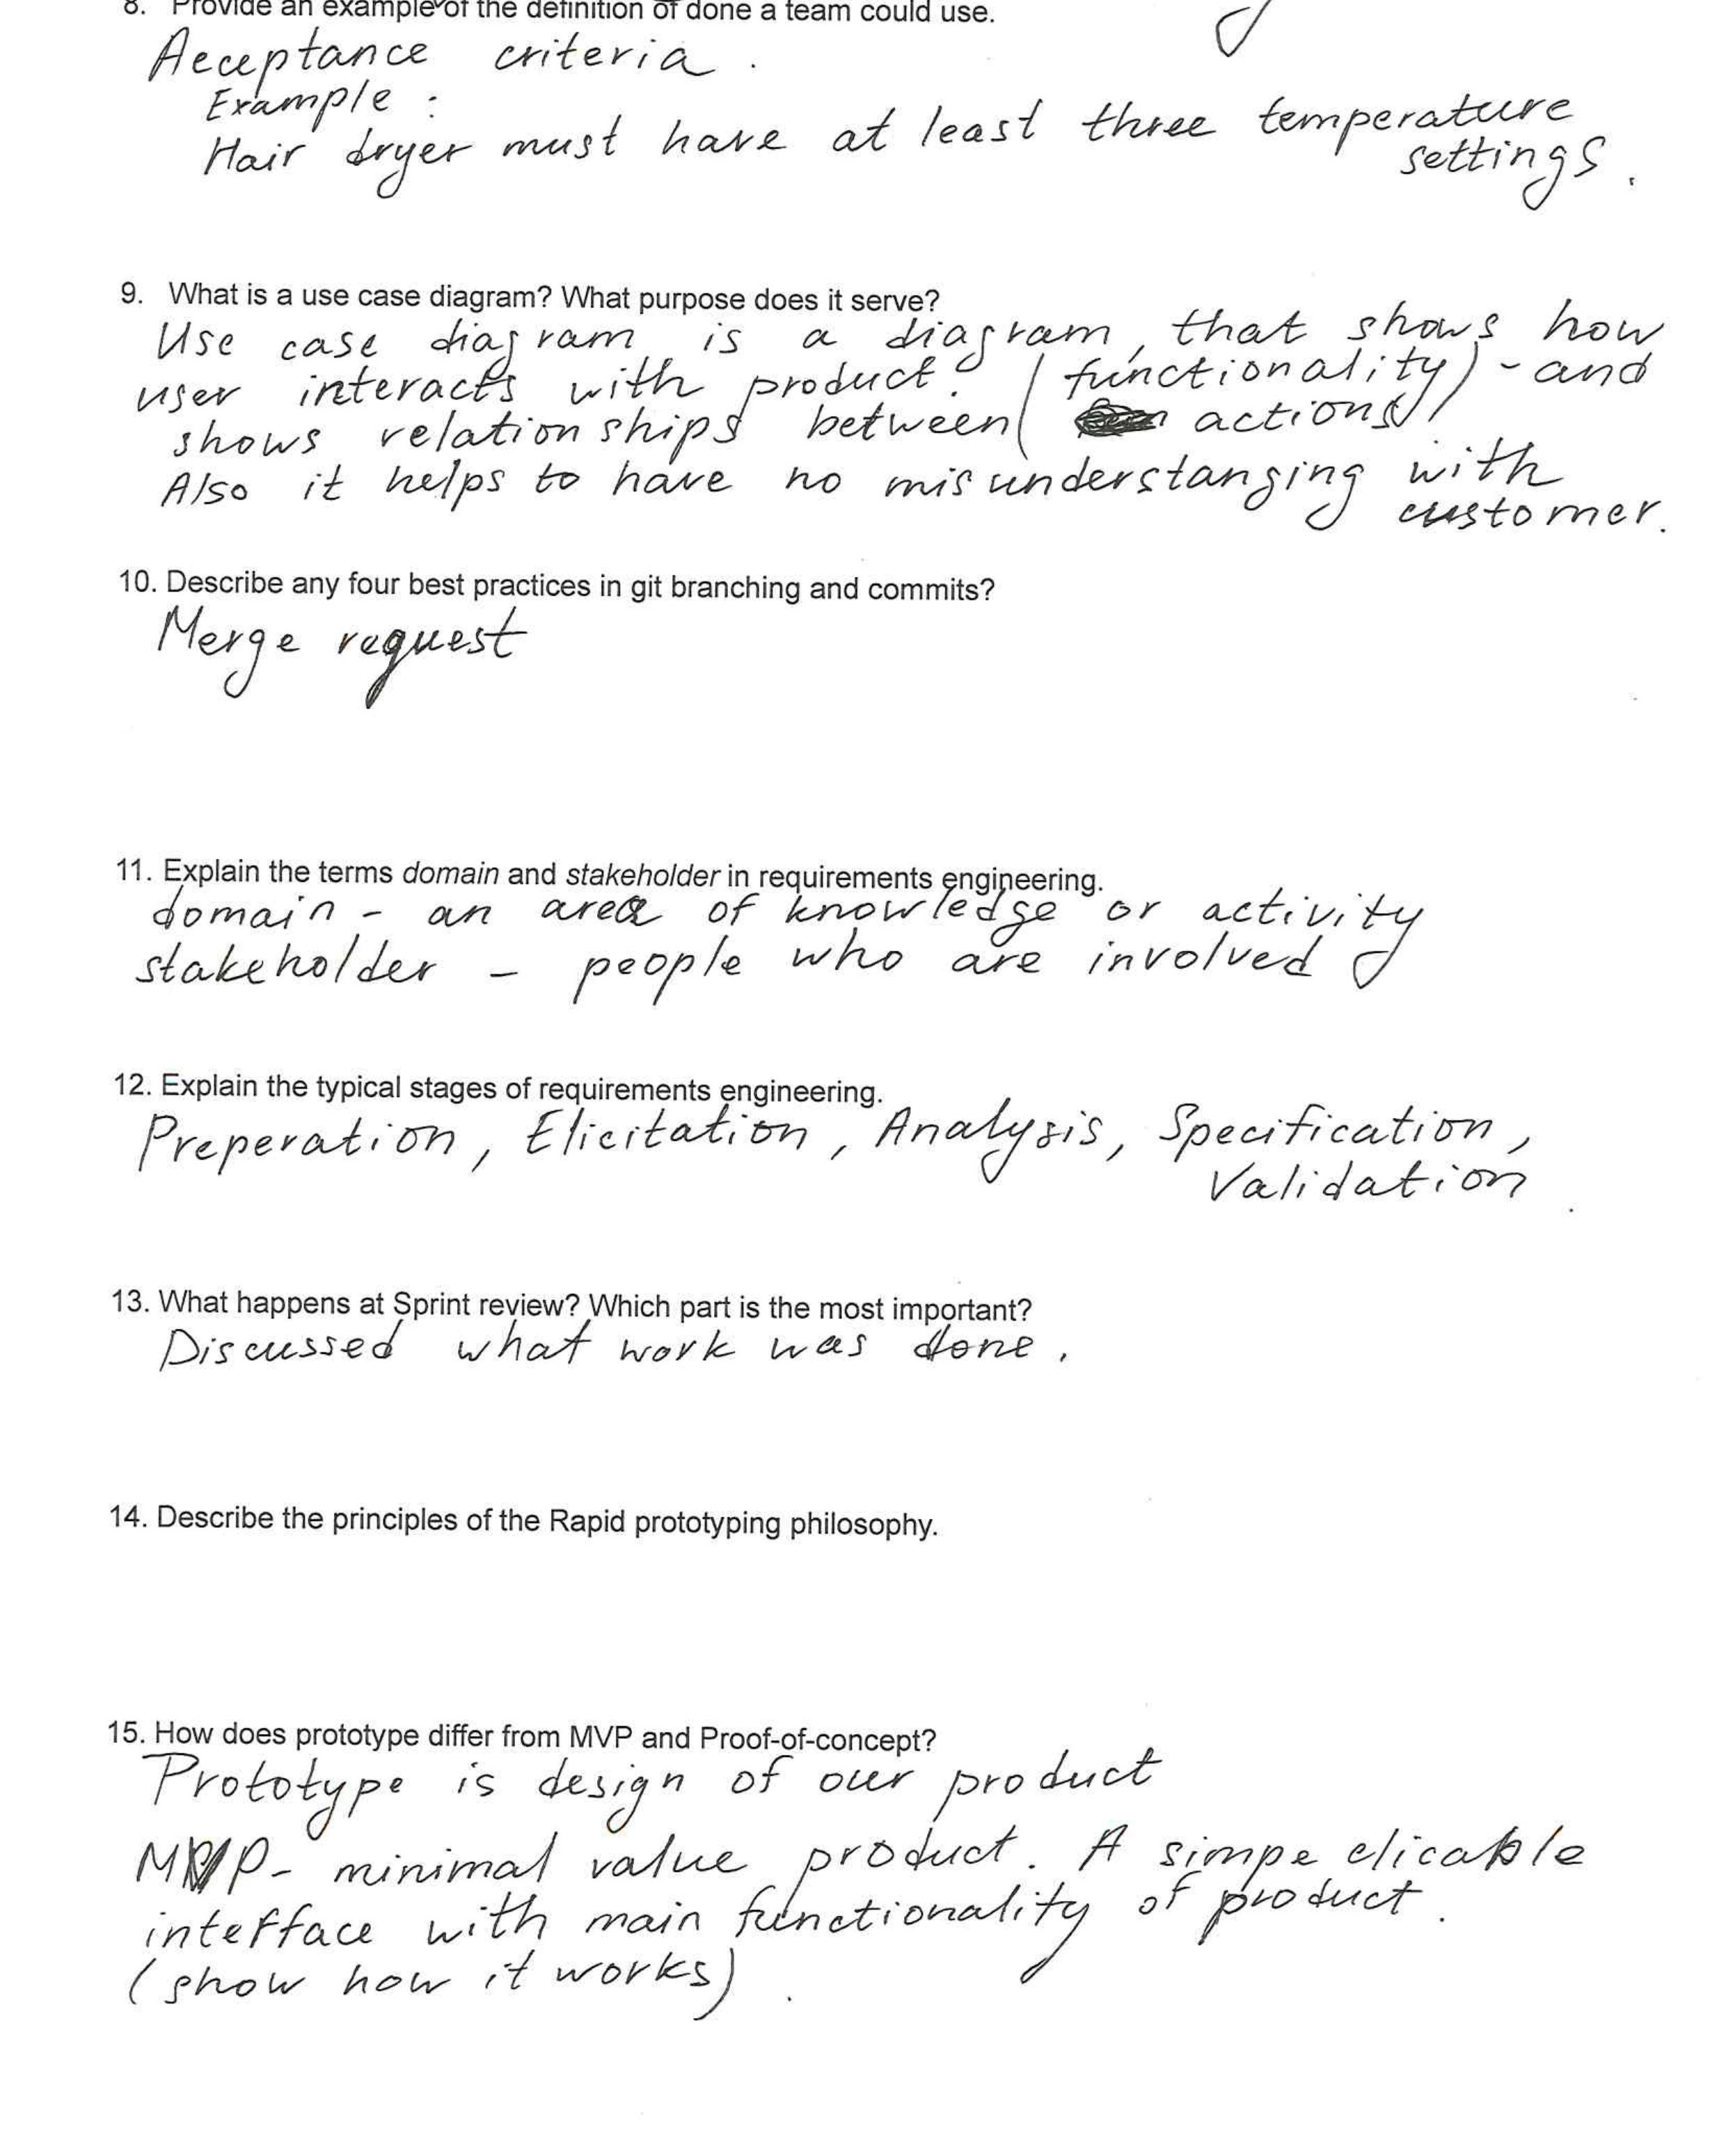 8. Provide an example of the definition of done a team could use.
Acceptance criteria.
Example:
Hair dryer must have at least three temperature
settings.
9. What is a use case diagram? What purpose does it serve?
Use case diagram is a diagram, that shows how
user interacts with product. (functionality) - and
shows relationships between ( actions)
Also it helps to have no misunderstanging with
customer.
10. Describe any four best practices in git branching and commits?
Merge request
11. Explain the terms domain and stakeholder in requirements engineering.
domain - an area of knowledge or activity
stakeholder - people who are involved
12. Explain the typical stages of requirements engineering.
Preperation, Elicitation, Analysis, Specification,
Validation
13. What happens at Sprint review? Which part is the most important?
Discussed what work was done.
14. Describe the principles of the Rapid prototyping philosophy.
15. How does prototype differ from MVP and Proof-of-concept?
Prototype is design of our product
MVP - minimal value product. A simpe clicable
interface with main functionality of product.
(show how it works).